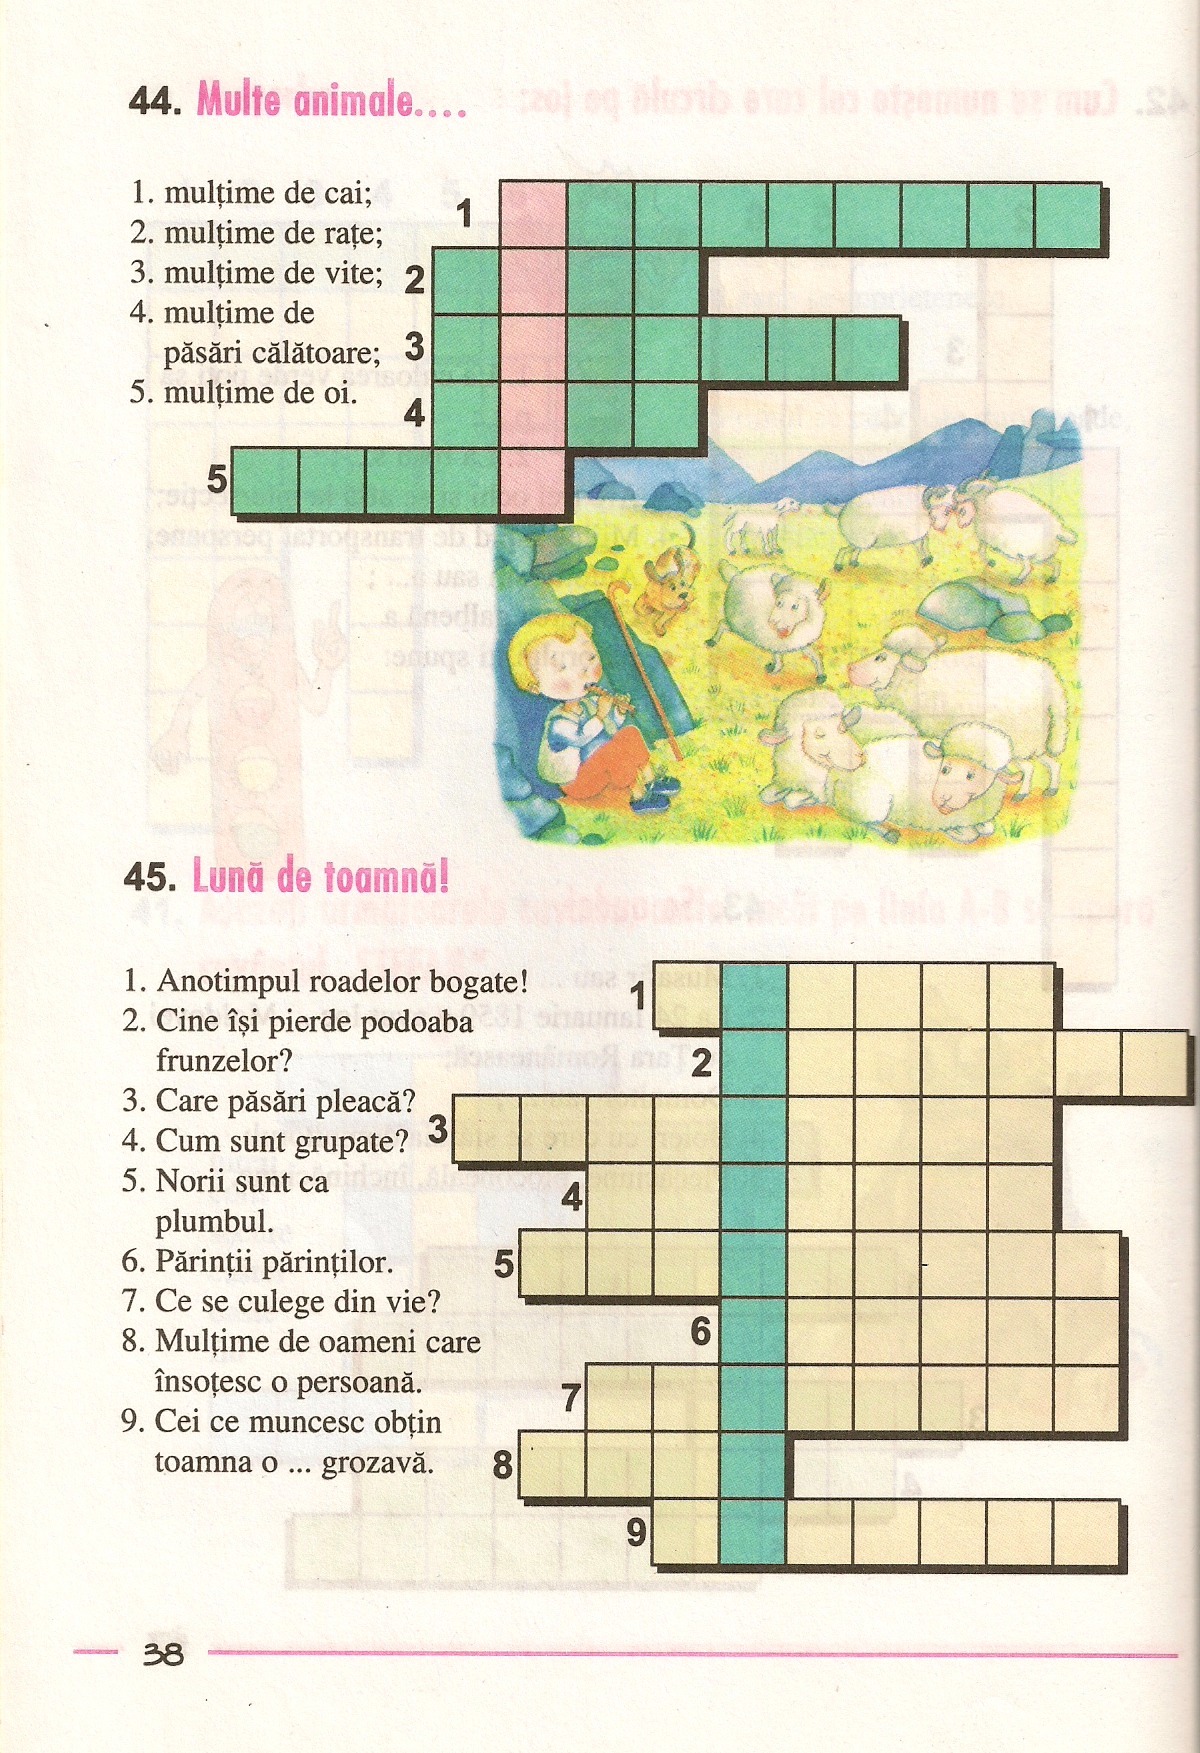 44. Multe animale....
1. mulțime de cai;
2. mulțime de rațe;
3. mulțime de vite;
4. mulțime de
păsări călătoare;
5. mulțime de oi.
1
2
3
4
5
45. Lună de toamnă!
1. Anotimpul roadelor bogate!
2. Cine își pierde podoaba
frunzelor?
3. Care păsări pleacă?
4. Cum sunt grupate?
5. Norii sunt ca
plumbul.
6. Părinții părinților.
7. Ce se culege din vie?
8. Mulțime de oameni care
însoțesc o persoană.
9. Cei ce muncesc obțin
toamna o ... grozavă.
1
2
3
4
5
6
7
8
9
38